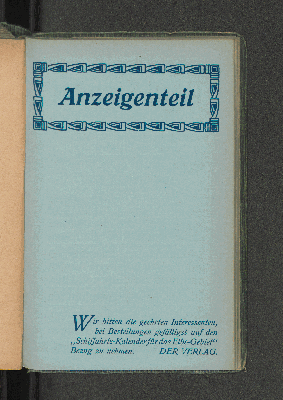 Anzeigenteil
Wir bitten die geehrten Interessenten,
bei Bestellungen gefälligst auf den
„Schiffahrts-Kalender für das Elbe-Gebiet“
Bezug zu nehmen. DER VERLAG.